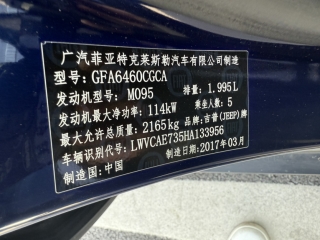 广汽菲亚特克莱斯勒汽车有限公司制造
型号: GFA6460CGCA
发动机型号: M095 排量: 1.995L
发动机最大净功率: 114kW 乘坐人数: 5
最大允许总质量: 2165kg 品牌: 吉普(JEEP)牌
车辆识别代号: LWVCAE735HA133956
制造国: 中国 制造日期: 2017年03月